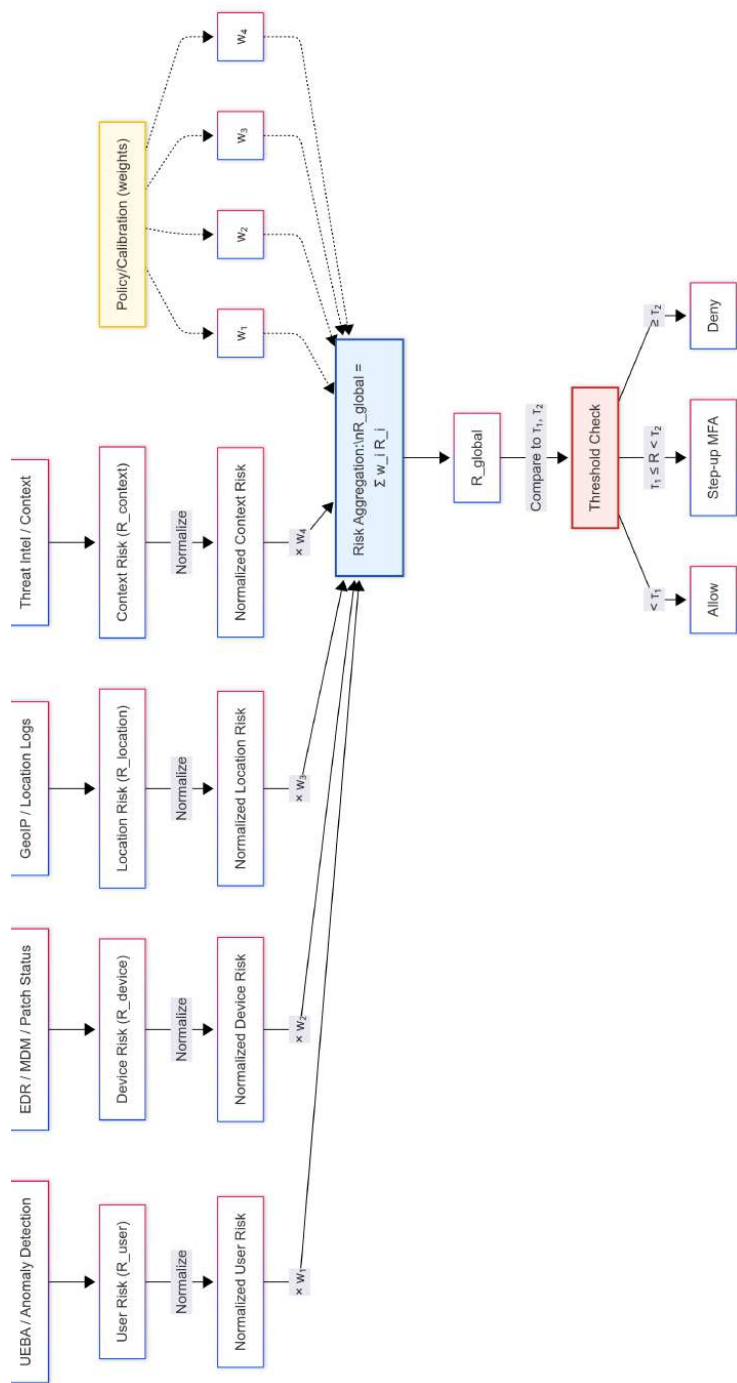 UEBA / Anomaly Detection
EDR / MDM / Patch Status
GeoIP / Location Logs
Threat Intel / Context
Policy/Calibration (weights)
User Risk (R_user)
Device Risk (R_device)
Location Risk (R_location)
Context Risk (R_context)
Normalize
Normalize
Normalize
Normalize
Normalized User Risk
Normalized Device Risk
Normalized Location Risk
Normalized Context Risk
w₁
w₂
w₃
w₄
× w₁
× w₂
× w₃
× w₄
Risk Aggregation:\nR_global =
Σ w_i R_i
R_global
Compare to τ₁, τ₂
Threshold Check
< τ₁
τ₁ ≤ R < τ₂
≥ τ₂
Allow
Step-up MFA
Deny